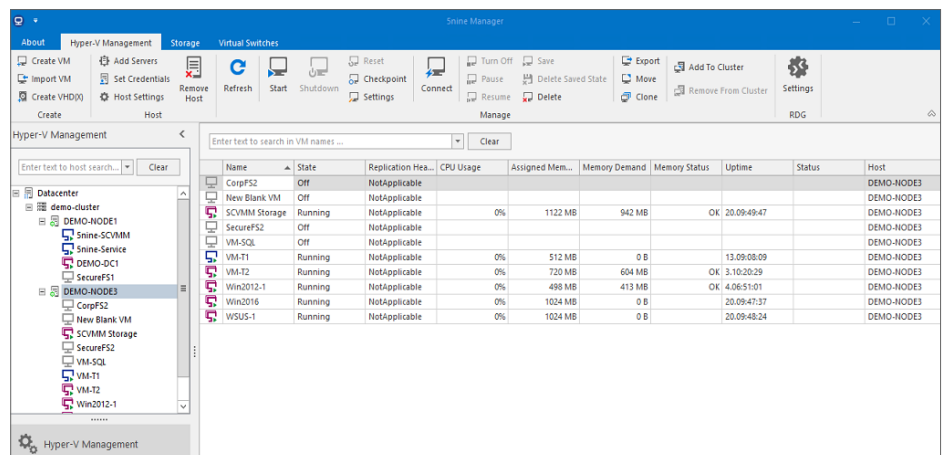 5nine Manager
About Hyper-V Management Storage Virtual Switches
Create VM Add Servers Reset Turn Off Save Export Add To Cluster
Import VM Set Credentials Remove Host Refresh Start Shutdown Checkpoint Connect Pause Delete Saved State Move Settings
Create VHD(X) Host Settings Settings Resume Delete Clone Remove From Cluster
Create Host Manage RDG
Hyper-V Management
Enter text to search in VM names ... Clear
Enter text to host search... Clear
Name State Replication Hea... CPU Usage Assigned Mem... Memory Demand Memory Status Uptime Status Host
CorpFS2 Off NotApplicable DEMO-NODE3
New Blank VM Off NotApplicable DEMO-NODE3
SCVMM Storage Running NotApplicable 0% 1122 MB 942 MB OK 20.09:49:47 DEMO-NODE3
SecureFS2 Off NotApplicable DEMO-NODE3
VM-SQL Off NotApplicable DEMO-NODE3
VM-T1 Running NotApplicable 0% 512 MB 0 B 13.09:08:09 DEMO-NODE3
VM-T2 Running NotApplicable 0% 720 MB 604 MB OK 3.10:20:29 DEMO-NODE3
Win2012-1 Running NotApplicable 0% 498 MB 413 MB OK 4.06:51:01 DEMO-NODE3
Win2016 Running NotApplicable 0% 1024 MB 0 B 20.09:47:37 DEMO-NODE3
WSUS-1 Running NotApplicable 0% 1024 MB 0 B 20.09:48:24 DEMO-NODE3
Datacenter
demo-cluster
DEMO-NODE1
5nine-SCVMM
5nine-Service
DEMO-DC1
SecureFS1
DEMO-NODE3
CorpFS2
New Blank VM
SCVMM Storage
SecureFS2
VM-SQL
VM-T1
VM-T2
Win2012-1
Hyper-V Management